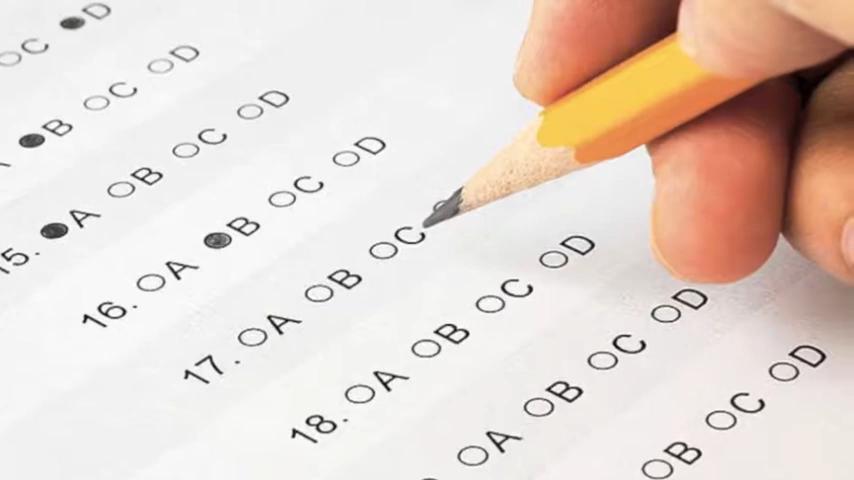 C D
B C D
15. A B C D
16. A B C D
17. A B C
18. A B C D
A B C D
B C D